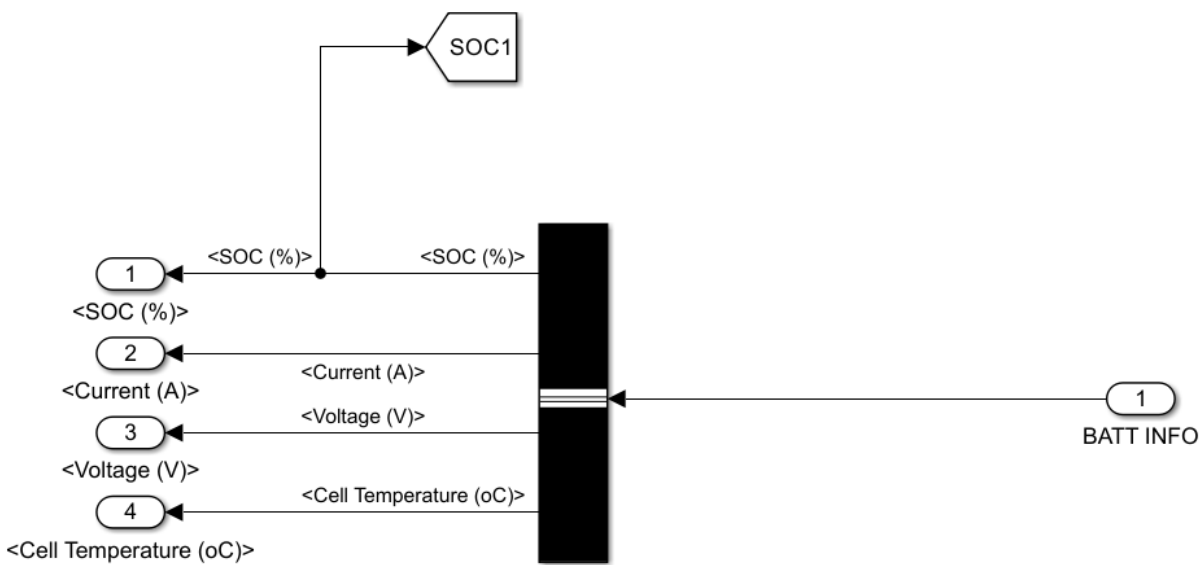 SOC1
<SOC (%)>
<SOC (%)>
1
<SOC (%)>
2
<Current (A)>
<Current (A)>
<Voltage (V)>
3
<Voltage (V)>
<Cell Temperature (oC)>
4
<Cell Temperature (oC)>
1
BATT INFO